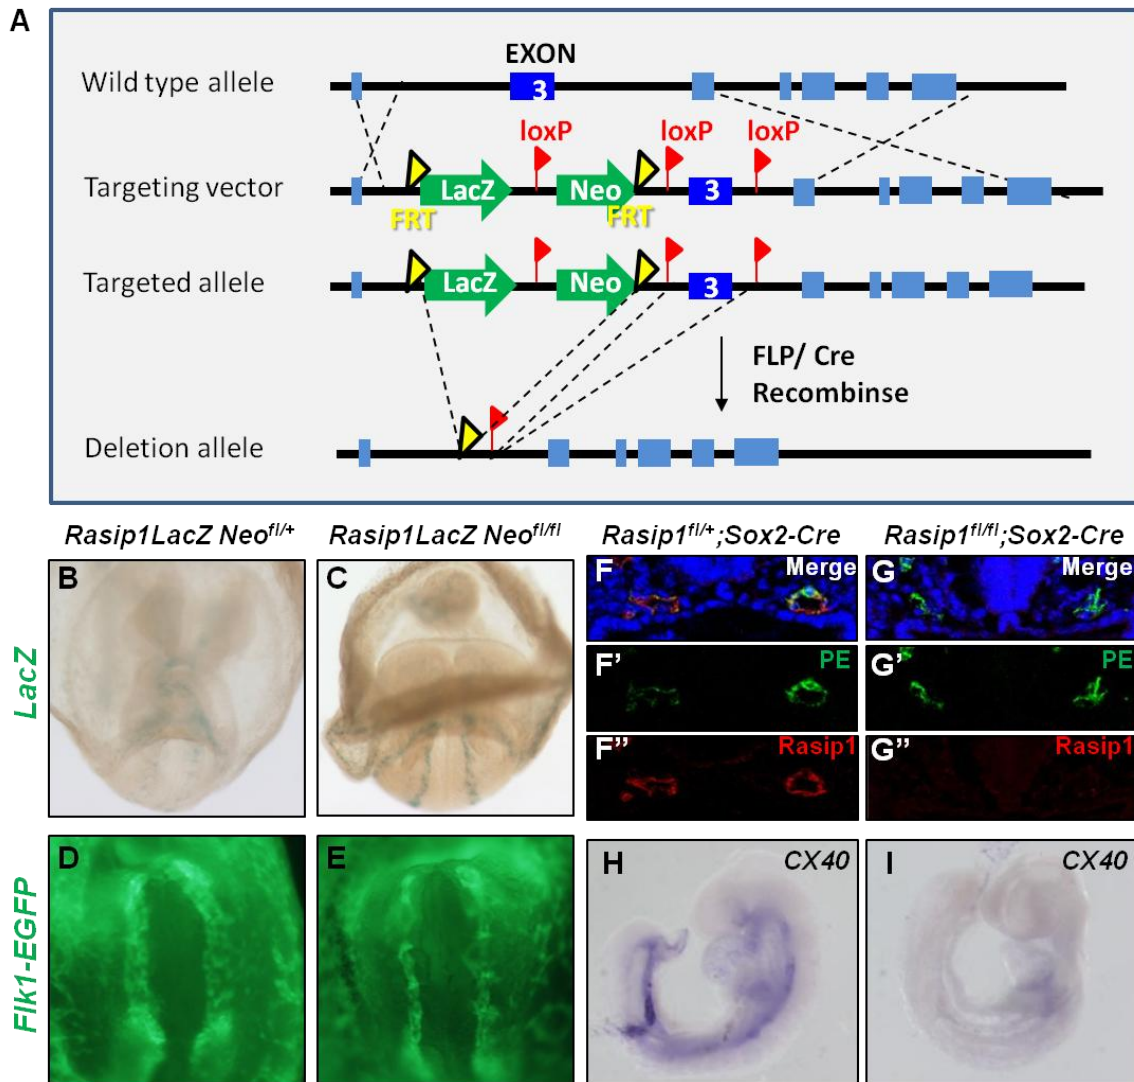 A
EXON
Wild type allele
3
loxP loxP loxP
Targeting vector
LacZ Neo 3
FRT FRT
Targeted allele
LacZ Neo 3
FLP/ Cre
Recombinse
Deletion allele
Rasip1LacZ Neofl/+ Rasip1LacZ Neofl/fl Rasip1fl/+;Sox2-Cre Rasip1fl/fl;Sox2-Cre
LacZ
B C F Merge G Merge
F' PE G' PE
F" Rasip1 G" Rasip1
Flk1-EGFP
D E H CX40 I CX40